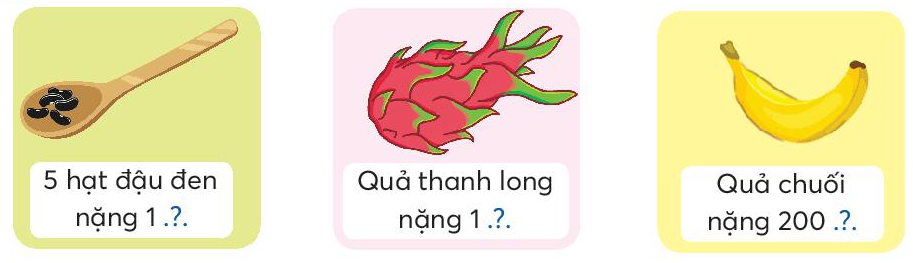 5 hạt đậu đen
nặng 1 .?.
Quả thanh long
nặng 1 .?.
Quả chuối
nặng 200 .?.